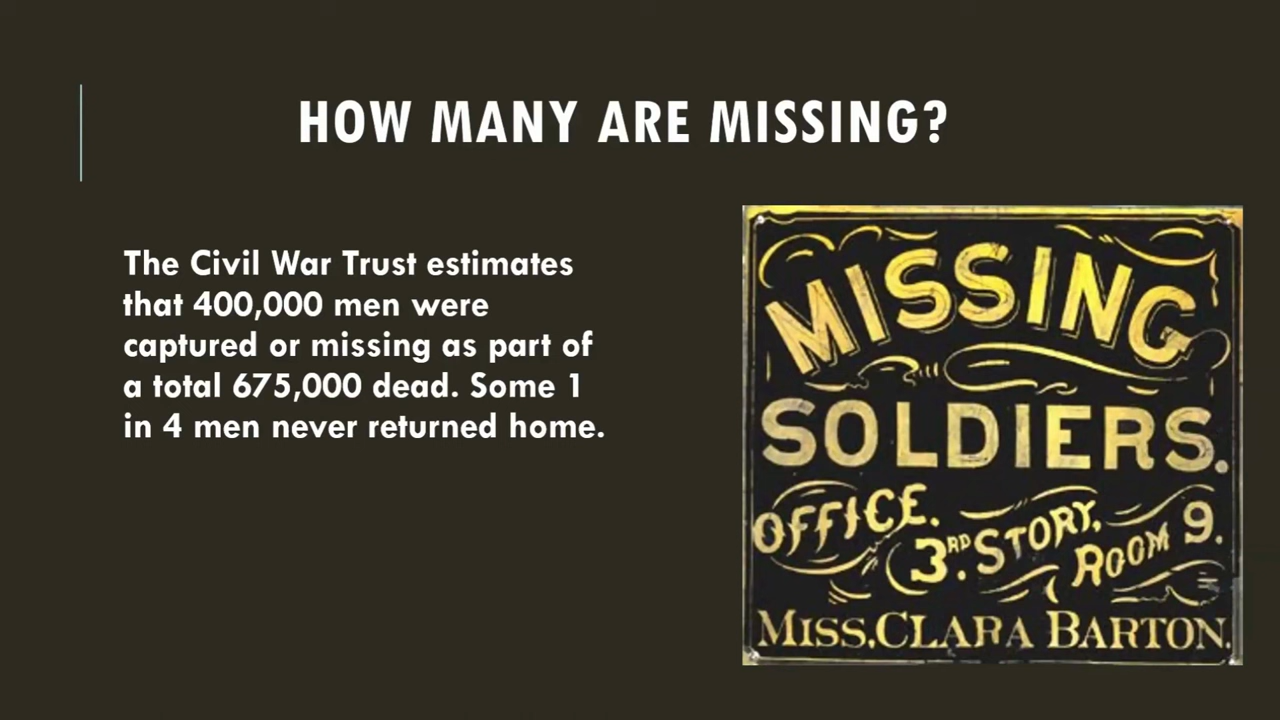 HOW MANY ARE MISSING?
The Civil War Trust estimates
that 400,000 men were
captured or missing as part of
a total 675,000 dead. Some 1
in 4 men never returned home.
MISSING
SOLDIERS.
OFFICE.
3RD. STORY,
ROOM 9.
MISS. CLARA BARTON.